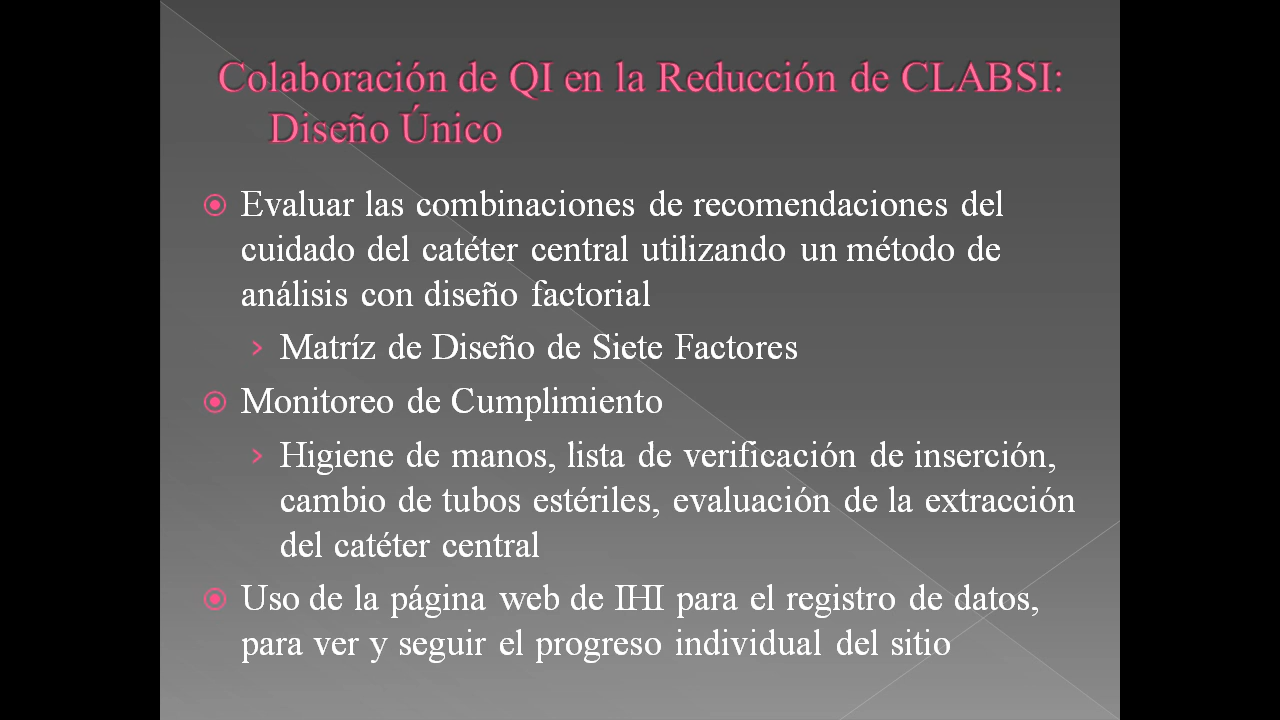 Colaboración de QI en la Reducción de CLABSI:
Diseño Único
Evaluar las combinaciones de recomendaciones del
cuidado del catéter central utilizando un método de
análisis con diseño factorial
Matríz de Diseño de Siete Factores
Monitoreo de Cumplimiento
Higiene de manos, lista de verificación de inserción,
cambio de tubos estériles, evaluación de la extracción
del catéter central
Uso de la página web de IHI para el registro de datos,
para ver y seguir el progreso individual del sitio